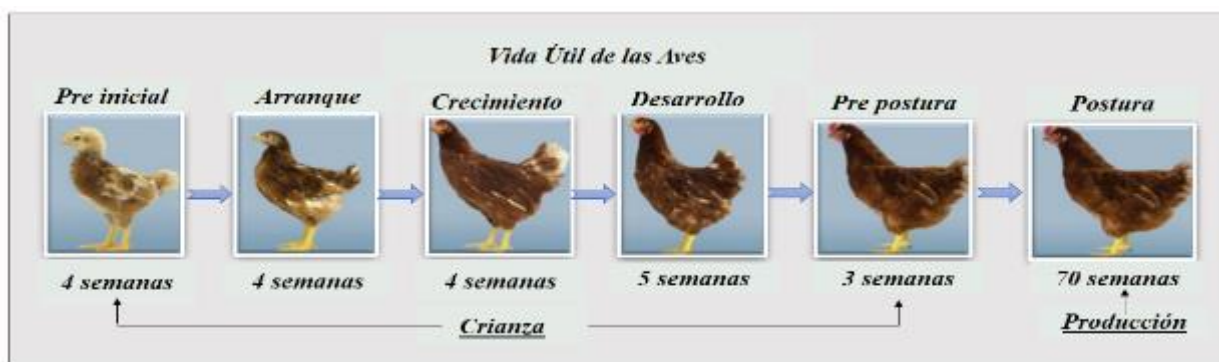 Vida Útil de las Aves
Pre inicial
Arranque
Crecimiento
Desarrollo
Pre postura
Postura
4 semanas
4 semanas
4 semanas
5 semanas
3 semanas
70 semanas
Crianza
Producción